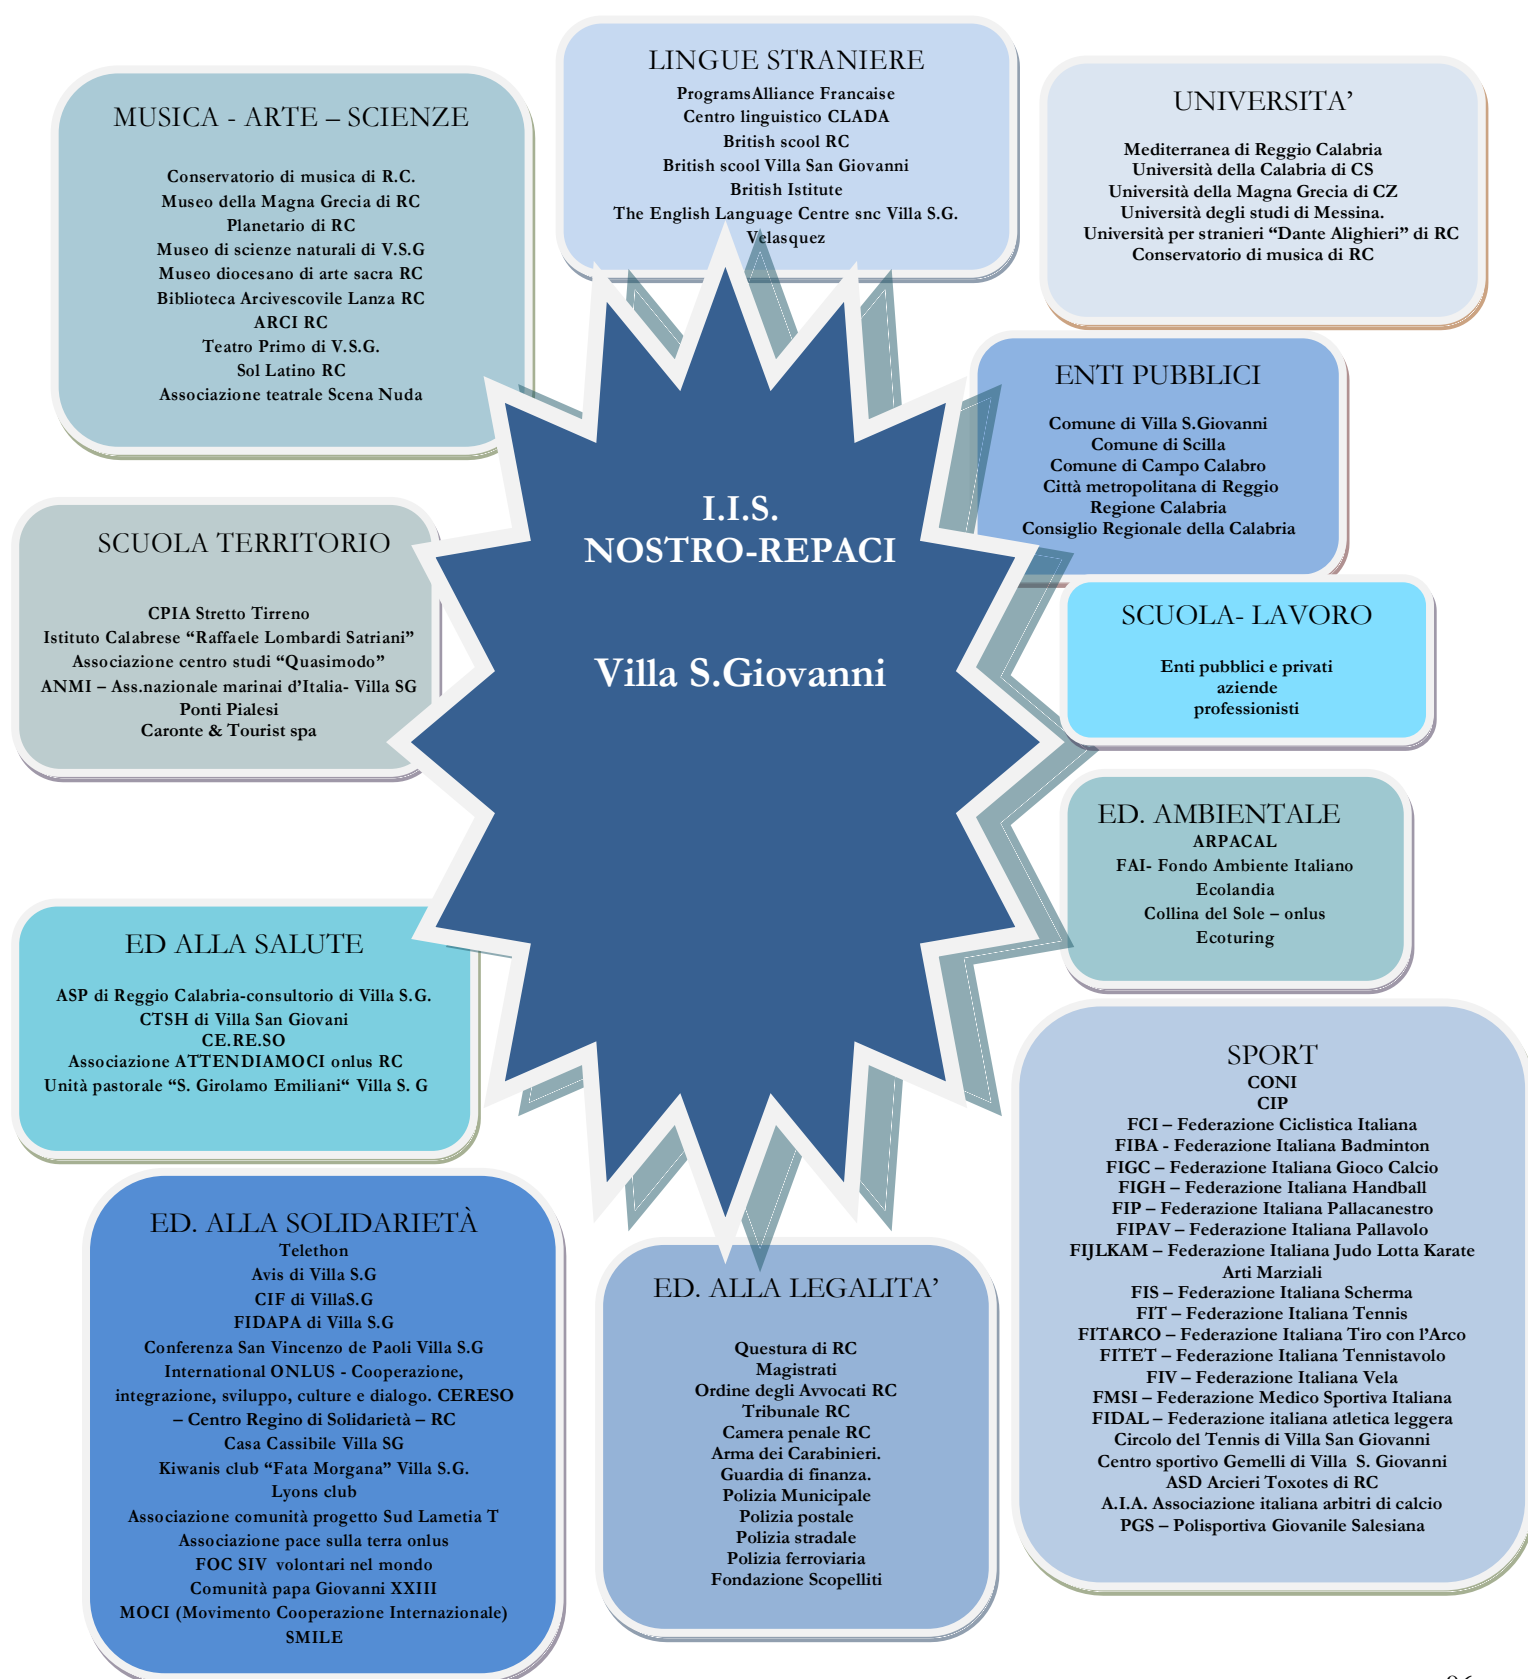 LINGUE STRANIERE
ProgramsAlliance Francaise
Centro linguistico CLADA
British scool RC
British scool Villa San Giovanni
British Istitute
The English Language Centre snc Villa S.G.
Velasquez
MUSICA - ARTE – SCIENZE
Conservatorio di musica di R.C.
Museo della Magna Grecia di RC
Planetario di RC
Museo di scienze naturali di V.S.G
Museo diocesano di arte sacra RC
Biblioteca Arcivescovile Lanza RC
ARCI RC
Teatro Primo di V.S.G.
Sol Latino RC
Associazione teatrale Scena Nuda
UNIVERSITA’
Mediterranea di Reggio Calabria
Università della Calabria di CS
Università della Magna Grecia di CZ
Università degli studi di Messina.
Università per stranieri “Dante Alighieri” di RC
Conservatorio di musica di RC
ENTI PUBBLICI
Comune di Villa S.Giovanni
Comune di Scilla
Comune di Campo Calabro
Città metropolitana di Reggio
Regione Calabria
Consiglio Regionale della Calabria
I.I.S.
NOSTRO-REPACI
Villa S.Giovanni
SCUOLA TERRITORIO
CPIA Stretto Tirreno
Istituto Calabrese “Raffaele Lombardi Satriani”
Associazione centro studi “Quasimodo”
ANMI – Ass.nazionale marinai d’Italia- Villa SG
Ponti Pialesi
Caronte & Tourist spa
SCUOLA- LAVORO
Enti pubblici e privati
aziende
professionisti
ED. AMBIENTALE
ARPACAL
FAI- Fondo Ambiente Italiano
Ecolandia
Collina del Sole – onlus
Ecoturing
ED ALLA SALUTE
ASP di Reggio Calabria-consultorio di Villa S.G.
CTSH di Villa San Giovani
CE.RE.SO
Associazione ATTENDIAMOCI onlus RC
Unità pastorale “S. Girolamo Emiliani“ Villa S. G
SPORT
CONI
CIP
FCI – Federazione Ciclistica Italiana
FIBA - Federazione Italiana Badminton
FIGC – Federazione Italiana Gioco Calcio
FIGH – Federazione Italiana Handball
FIP – Federazione Italiana Pallacanestro
FIPAV – Federazione Italiana Pallavolo
FIJLKAM – Federazione Italiana Judo Lotta Karate
Arti Marziali
FIS – Federazione Italiana Scherma
FIT – Federazione Italiana Tennis
FITARCO – Federazione Italiana Tiro con l’Arco
FITET – Federazione Italiana Tennistavolo
FIV – Federazione Italiana Vela
FMSI – Federazione Medico Sportiva Italiana
FIDAL – Federazione italiana atletica leggera
Circolo del Tennis di Villa San Giovanni
Centro sportivo Gemelli di Villa S. Giovanni
ASD Arcieri Toxotes di RC
A.I.A. Associazione italiana arbitri di calcio
PGS – Polisportiva Giovanile Salesiana
ED. ALLA SOLIDARIETÀ
Telethon
Avis di Villa S.G
CIF di VillaS.G
FIDAPA di Villa S.G
Conferenza San Vincenzo de Paoli Villa S.G
International ONLUS - Cooperazione,
integrazione, sviluppo, culture e dialogo. CERESO
– Centro Regino di Solidarietà – RC
Casa Cassibile Villa SG
Kiwanis club “Fata Morgana” Villa S.G.
Lyons club
Associazione comunità progetto Sud Lametia T
Associazione pace sulla terra onlus
FOC SIV volontari nel mondo
Comunità papa Giovanni XXIII
MOCI (Movimento Cooperazione Internazionale)
SMILE
ED. ALLA LEGALITA’
Questura di RC
Magistrati
Ordine degli Avvocati RC
Tribunale RC
Camera penale RC
Arma dei Carabinieri.
Guardia di finanza.
Polizia Municipale
Polizia postale
Polizia stradale
Polizia ferroviaria
Fondazione Scopelliti